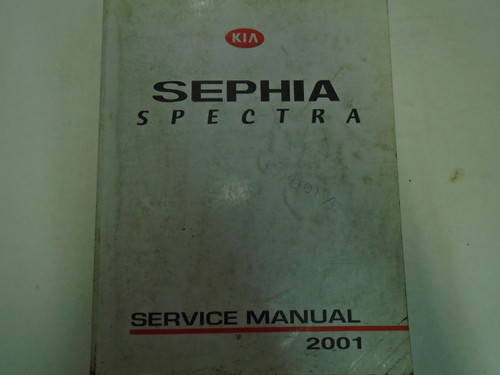 KIA
SEPHIA
SPECTRA
SERVICE MANUAL
2001